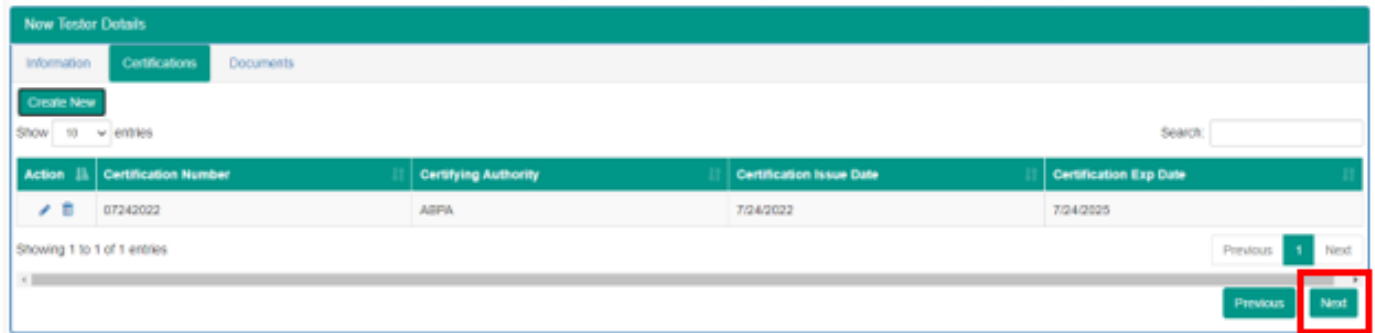 New Tester Details
Information Certifications Documents
Create New
Show 10 entries
Search:
Action Certification Number Certifying Authority Certification Issue Date Certification Exp Date
07242022 ABPA 7/24/2022 7/24/2025
Showing 1 to 1 of 1 entries
Previous 1 Next
Previous Next